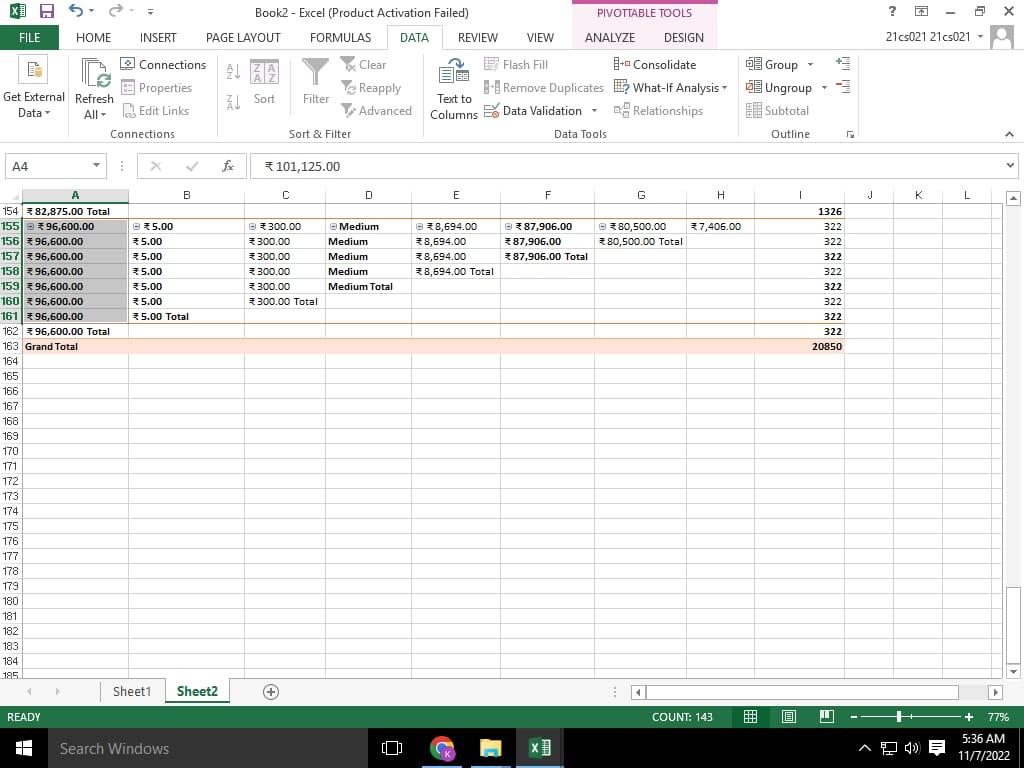 Book2 - Excel (Product Activation Failed)
PIVOTTABLE TOOLS
?
FILE HOME INSERT PAGE LAYOUT FORMULAS DATA REVIEW VIEW ANALYZE DESIGN 21cs021 21cs021
Get External Data
Refresh All
Connections
Properties
Edit Links
Connections
Sort
Filter
Clear
Reapply
Advanced
Sort & Filter
Text to Columns
Flash Fill
Remove Duplicates
Data Validation
Consolidate
What-If Analysis
Relationships
Data Tools
Group
Ungroup
Subtotal
Outline
A4 fx ₹ 101,125.00
A B C D E F G H I J K L
154 ₹ 82,875.00 Total 1326
155 ₹ 96,600.00 ₹ 5.00 ₹ 300.00 Medium ₹ 8,694.00 ₹ 87,906.00 ₹ 80,500.00 ₹ 7,406.00 322
156 ₹ 96,600.00 ₹ 5.00 ₹ 300.00 Medium ₹ 8,694.00 ₹ 87,906.00 ₹ 80,500.00 Total 322
157 ₹ 96,600.00 ₹ 5.00 ₹ 300.00 Medium ₹ 8,694.00 ₹ 87,906.00 Total 322
158 ₹ 96,600.00 ₹ 5.00 ₹ 300.00 Medium ₹ 8,694.00 Total 322
159 ₹ 96,600.00 ₹ 5.00 ₹ 300.00 Medium Total 322
160 ₹ 96,600.00 ₹ 5.00 ₹ 300.00 Total 322
161 ₹ 96,600.00 ₹ 5.00 Total 322
162 ₹ 96,600.00 Total 322
163 Grand Total 20850
164
165
166
167
168
169
170
171
172
173
174
175
176
177
178
179
180
181
182
183
184
185
Sheet1 Sheet2
READY COUNT: 143 77%
Search Windows
K
5:36 AM
11/7/2022